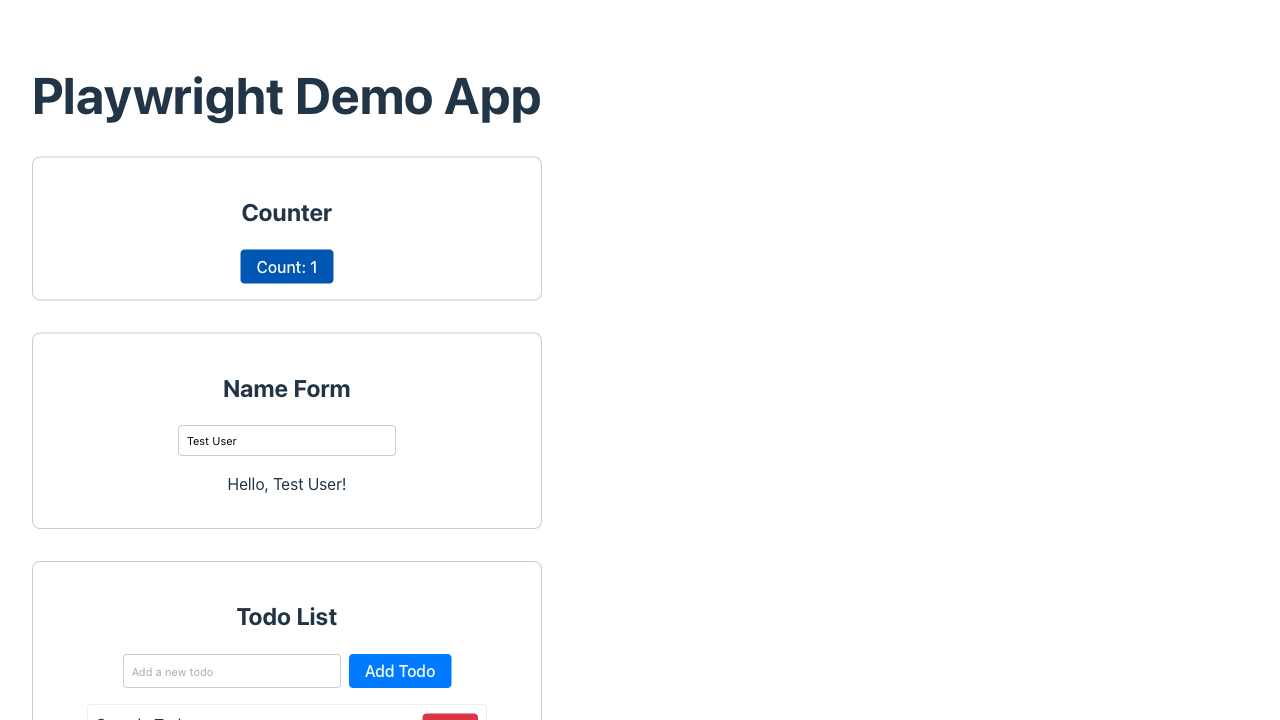 Playwright Demo App
Counter
Count: 1
Name Form
Test User
Hello, Test User!
Todo List
Add a new todo
Add Todo